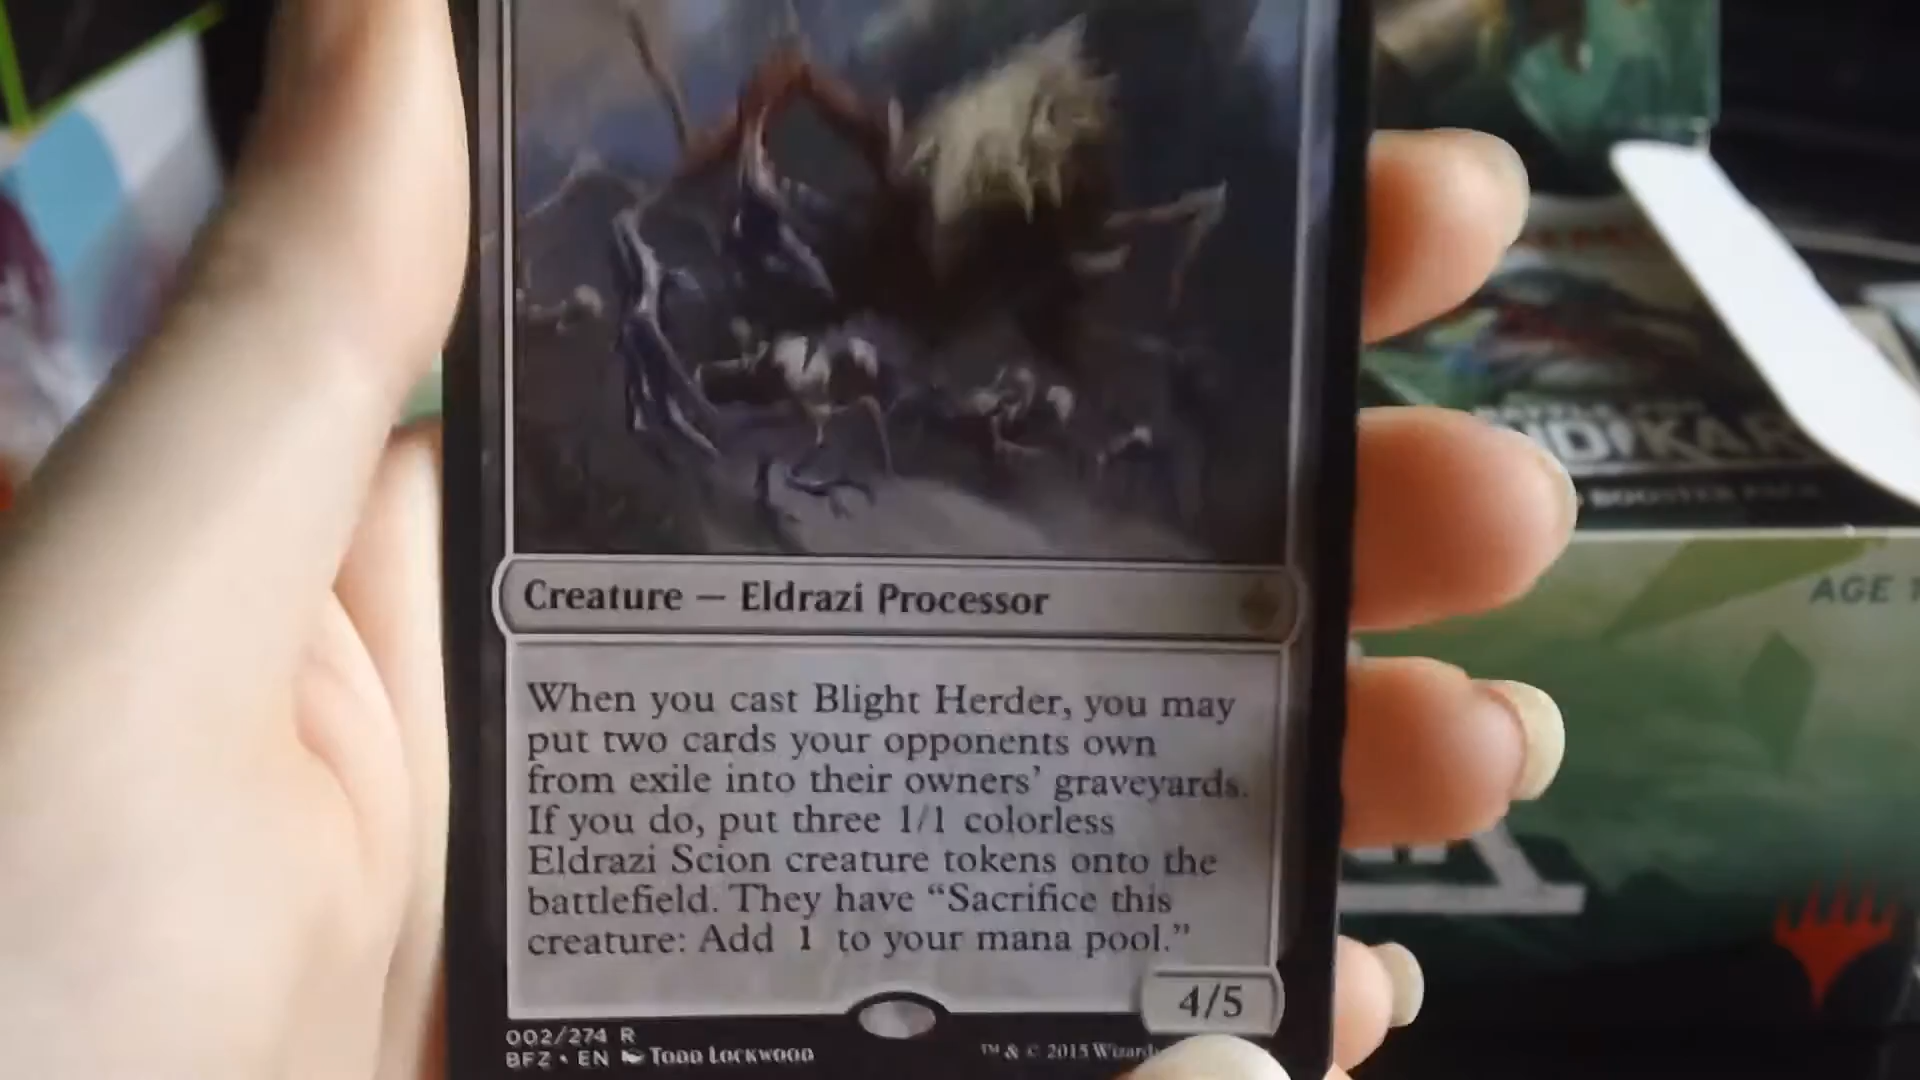 Creature — Eldrazi Processor
When you cast Blight Herder, you may
put two cards your opponents own
from exile into their owners’ graveyards.
If you do, put three 1/1 colorless
Eldrazi Scion creature tokens onto the
battlefield. They have “Sacrifice this
creature: Add 1 to your mana pool.”
4/5
002/274 R
BFZ • EN Todd Lockwood
™ & © 2015 Wizards
BOOSTER PACK
AGE 1